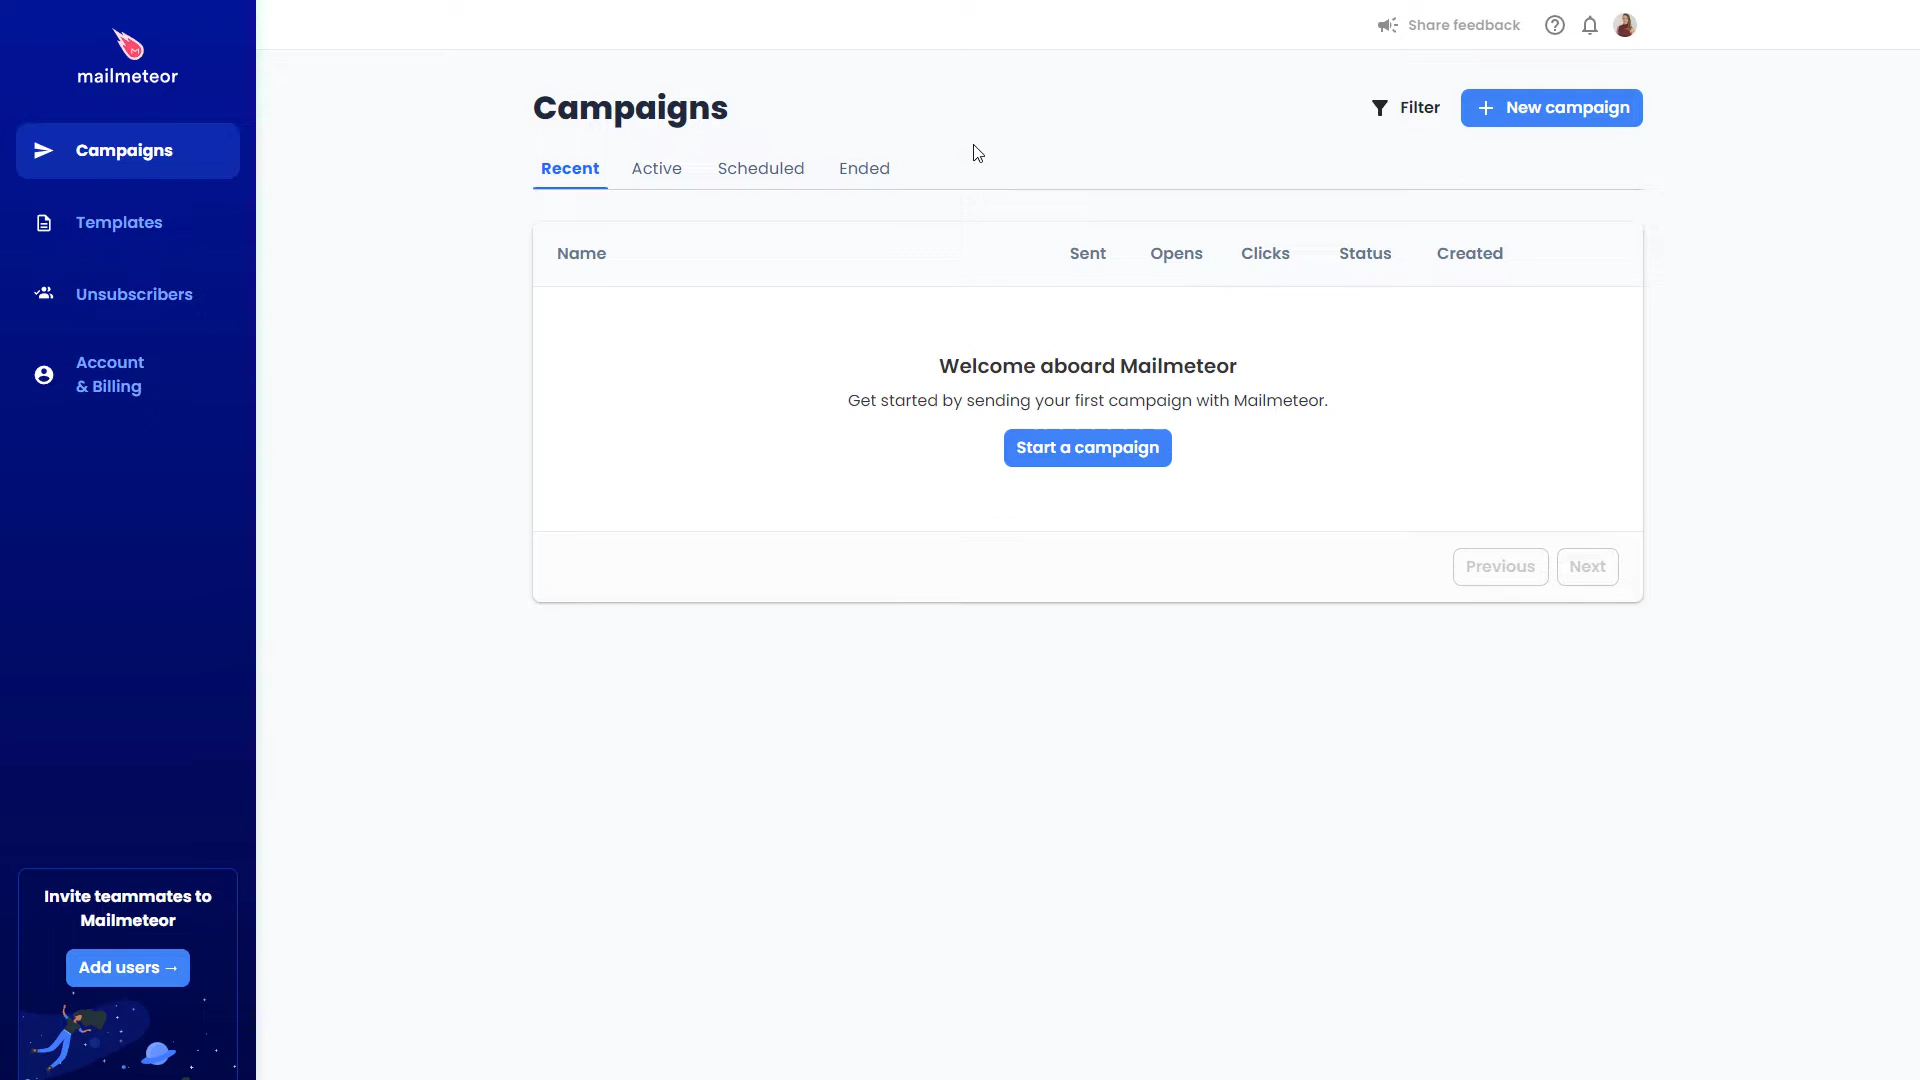 mailmeteor
Campaigns
Templates
Unsubscribers
Account
& Billing
Invite teammates to
Mailmeteor
Add users →
Share feedback
Campaigns
Filter
+ New campaign
Recent Active Scheduled Ended
Name Sent Opens Clicks Status Created
Welcome aboard Mailmeteor
Get started by sending your first campaign with Mailmeteor.
Start a campaign
Previous Next